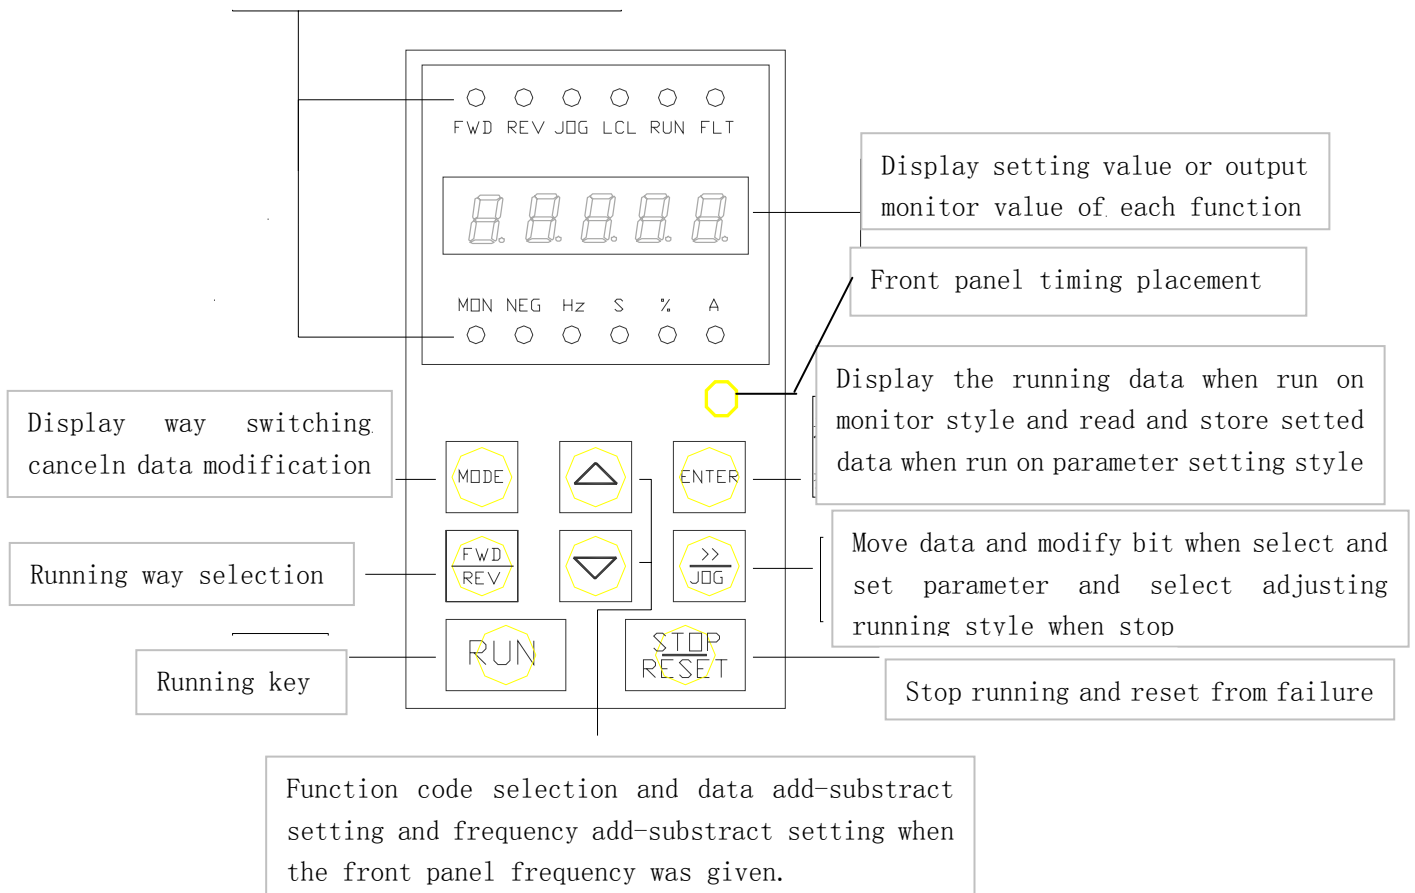 FWD REV JOG LCL RUN FLT
8.8.8.8.8.
MON NEG Hz S % A
Display setting value or output
monitor value of each function
Front panel timing placement
Display the running data when run on
monitor style and read and store setted
data when run on parameter setting style
Display way switching
canceln data modification
MODE
ENTER
Running way selection
FWD
REV
>>
JOG
Move data and modify bit when select and
set parameter and select adjusting
running style when stop
RUN
STOP
RESET
Running key
Stop running and reset from failure
Function code selection and data add-substract
setting and frequency add-substract setting when
the front panel frequency was given.